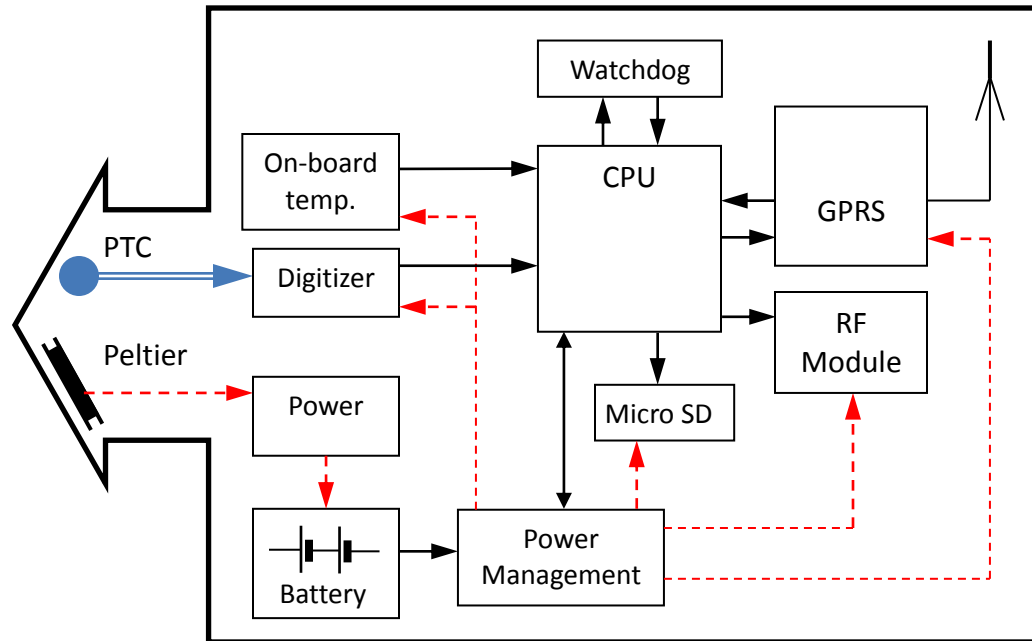 Watchdog
On-board
temp.
CPU
GPRS
PTC
Digitizer
RF
Module
Peltier
Power
Micro SD
Power
Management
Battery